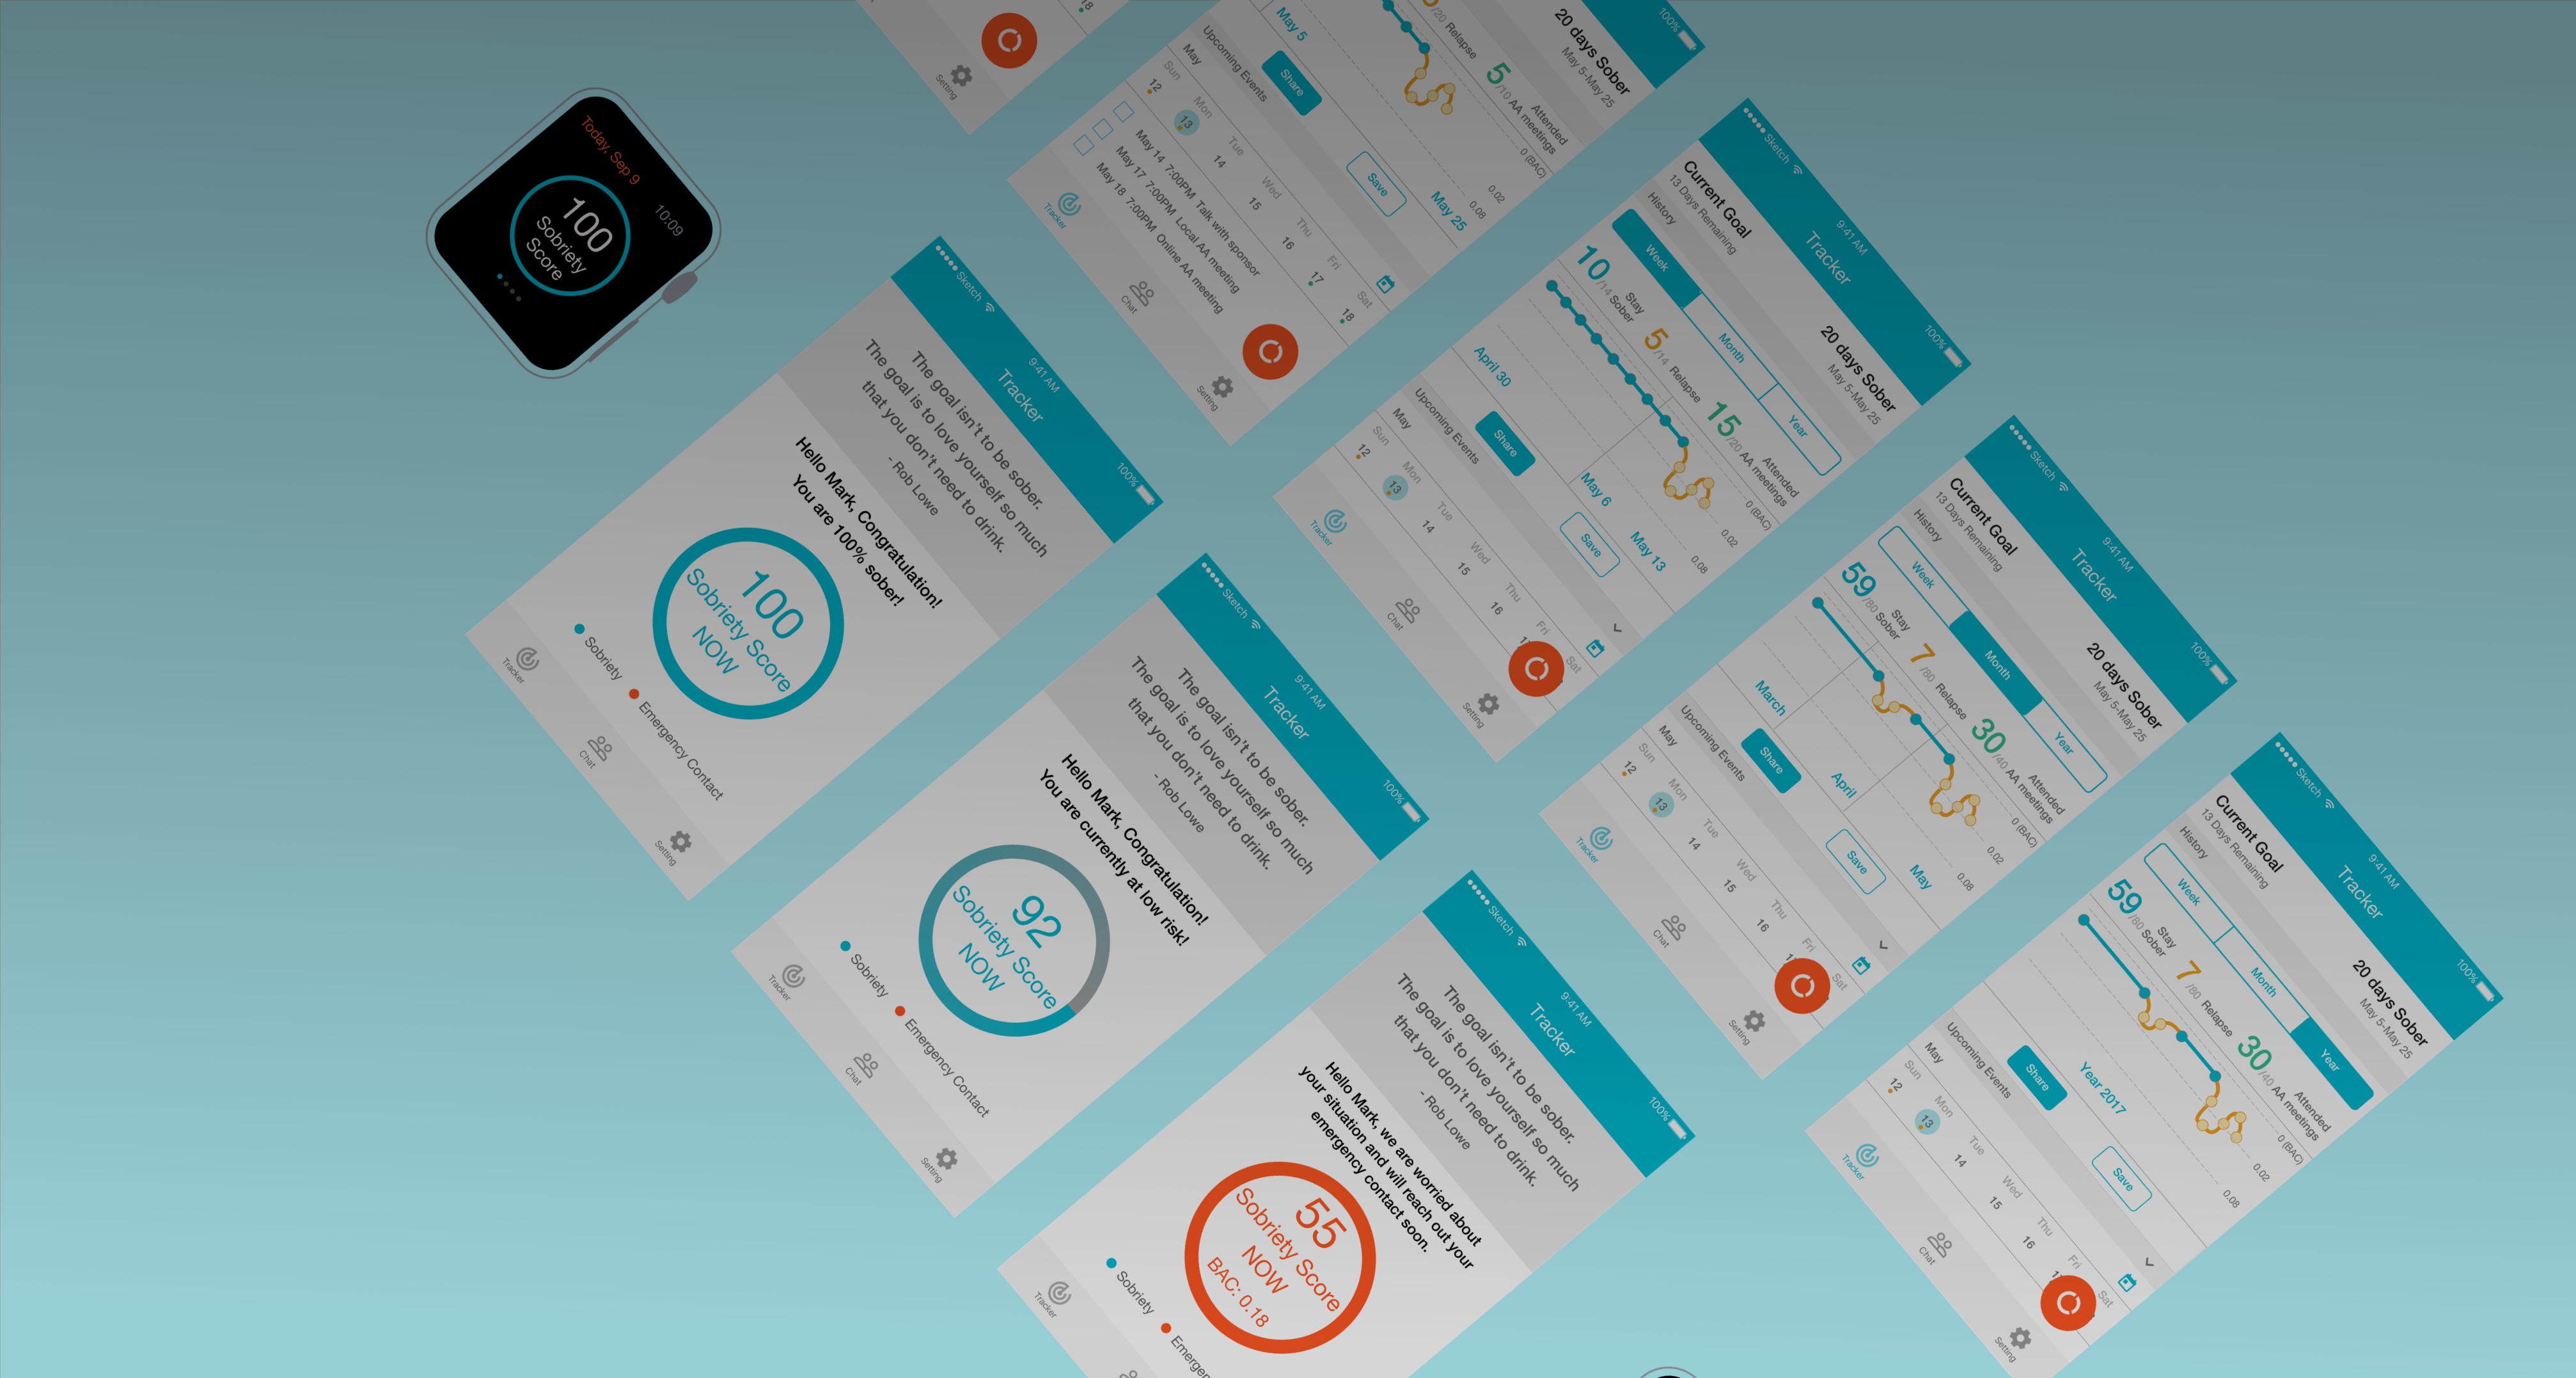 Today, Sep 9
10:09
100
Sobriety
Score
Setting
18
20 days Sober
May 5-May 25
100%
/20 Relapse
5/10 AA meetings
Attended
0 (BAC)
0.02
0.08
May 5
May 25
Share
Save
Upcoming Events
May
Sun Mon Tue Wed Thu Fri Sat
12 13 14 15 16 17 18
May 14 7:00PM Talk with sponsor
May 17 7:00PM Local AA meeting
May 18 7:00PM Online AA meeting
Tracker
Chat
Setting
Sketch
9:41 AM
100%
Tracker
The goal isn't to be sober.
The goal is to love yourself so much
that you don't need to drink.
- Rob Lowe
Hello Mark, Congratulation!
You are 100% sober!
100
Sobriety Score
NOW
Sobriety
Emergency Contact
Tracker
Chat
Setting
Sketch
9:41 AM
100%
Tracker
Current Goal
13 Days Remaining
20 days Sober
May 5-May 25
History
Week
Month
Year
10/14 Stay
Sober
5/14 Relapse
15/20 AA meetings
Attended
0 (BAC)
0.02
0.08
April 30
May 6
May 13
Share
Save
Upcoming Events
May
Sun Mon Tue Wed Thu Fri Sat
12 13 14 15 16
Tracker
Chat
Setting
Sketch
9:41 AM
100%
Tracker
The goal isn't to be sober.
The goal is to love yourself so much
that you don't need to drink.
- Rob Lowe
Hello Mark, Congratulation!
You are currently at low risk!
92
Sobriety Score
NOW
Sobriety
Emergency Contact
Tracker
Chat
Setting
Sketch
9:41 AM
100%
Tracker
Current Goal
13 Days Remaining
20 days Sober
May 5-May 25
History
Week
Month
Year
59/80 Stay
Sober
7/80 Relapse
30/40 AA meetings
Attended
0 (BAC)
0.02
0.08
March
April
May
Share
Save
Upcoming Events
May
Sun Mon Tue Wed Thu Fri Sat
12 13 14 15 16
Tracker
Chat
Setting
Sketch
9:41 AM
100%
Tracker
The goal isn't to be sober.
The goal is to love yourself so much
that you don't need to drink.
- Rob Lowe
Hello Mark, we are worried about
your situation and will reach out your
emergency contact soon.
55
Sobriety Score
NOW
BAC: 0.18
Sobriety
Emerge
Tracker
Sketch
9:41 AM
100%
Tracker
Current Goal
13 Days Remaining
20 days Sober
May 5-May 25
History
Week
Month
Year
59/80 Stay
Sober
7/80 Relapse
30/40 AA meetings
Attended
0 (BAC)
0.02
0.08
Year 2017
Share
Save
Upcoming Events
May
Sun Mon Tue Wed Thu Fri Sat
12 13 14 15 16
Tracker
Chat
Setting